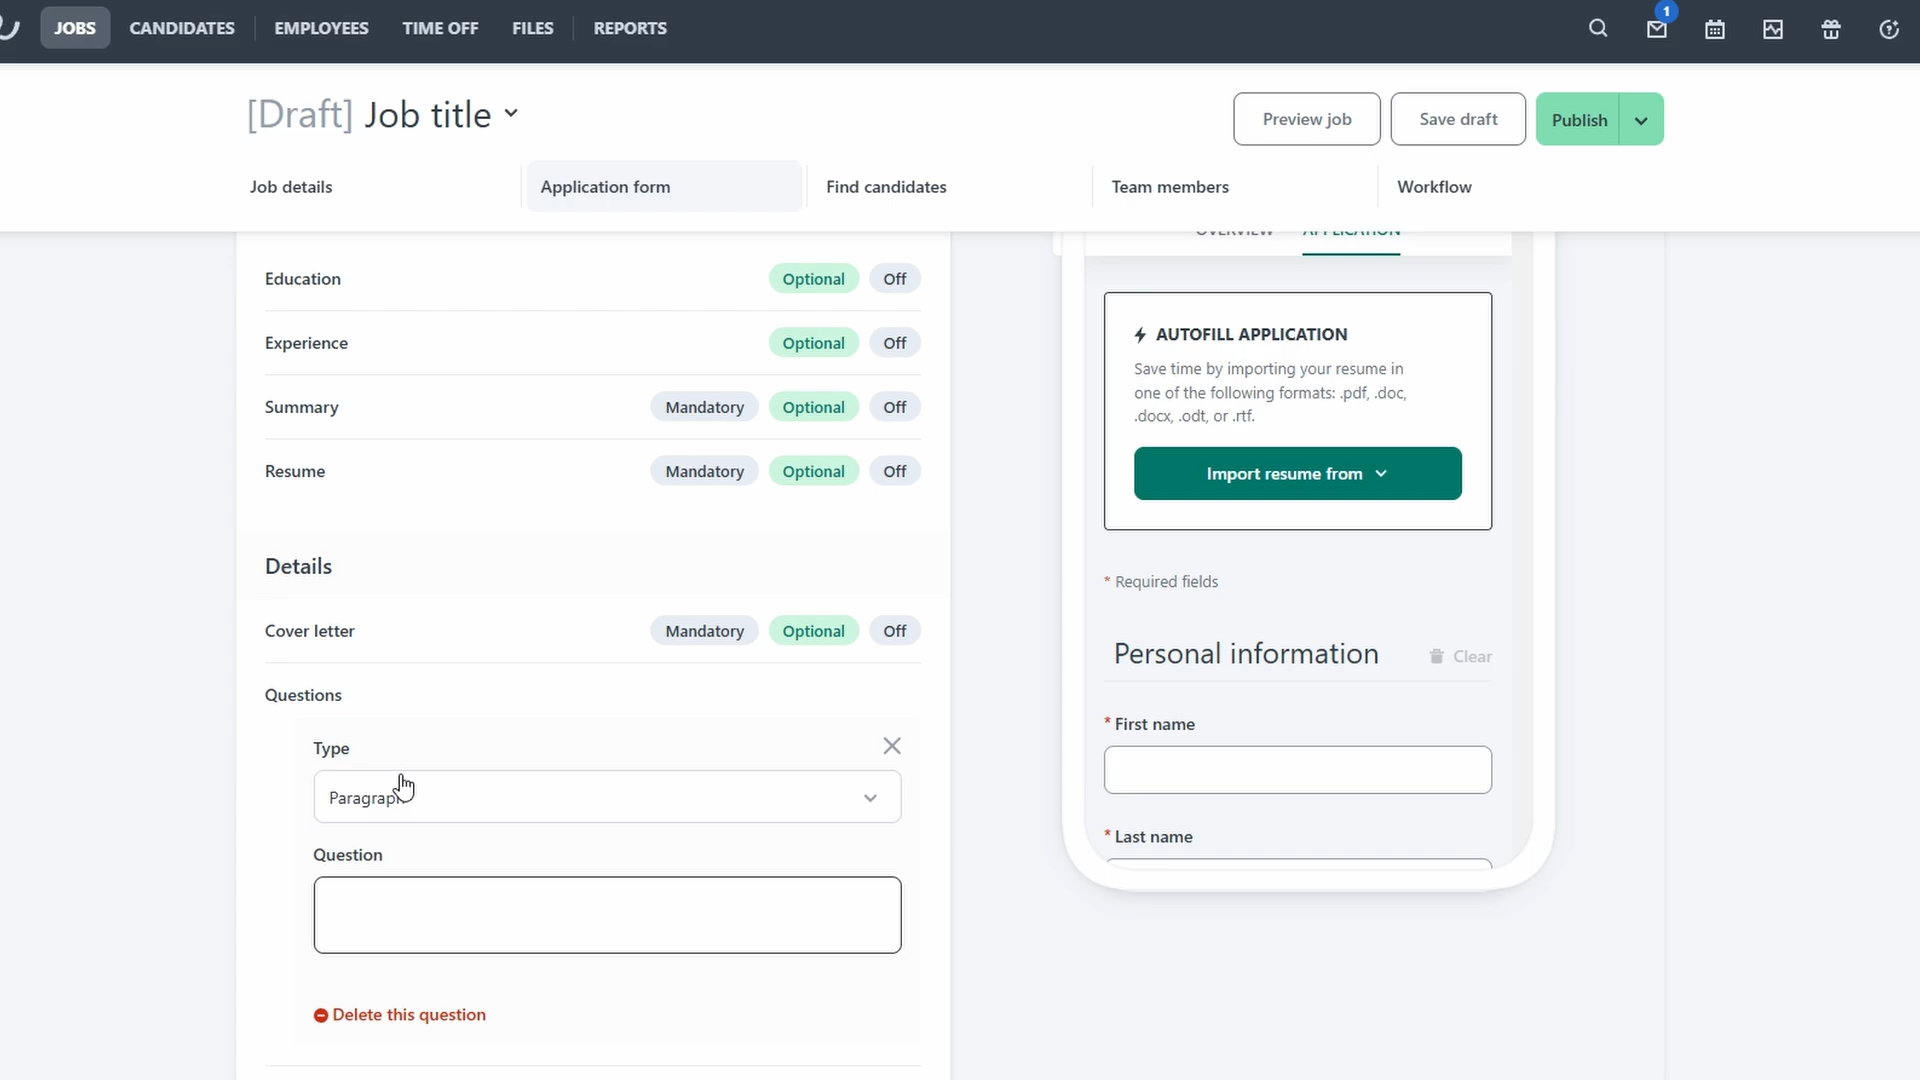 JOBS CANDIDATES EMPLOYEES TIME OFF FILES REPORTS 1
[Draft] Job title
Preview job Save draft Publish
Job details Application form Find candidates Team members Workflow
OVERVIEW APPLICATION
Education Optional Off
Experience Optional Off
Summary Mandatory Optional Off
Resume Mandatory Optional Off
Details
Cover letter Mandatory Optional Off
Questions
Type
Paragraph
Question
Delete this question
AUTOFILL APPLICATION
Save time by importing your resume in
one of the following formats: .pdf, .doc,
.docx, .odt, or .rtf.
Import resume from
* Required fields
Personal information Clear
* First name
* Last name